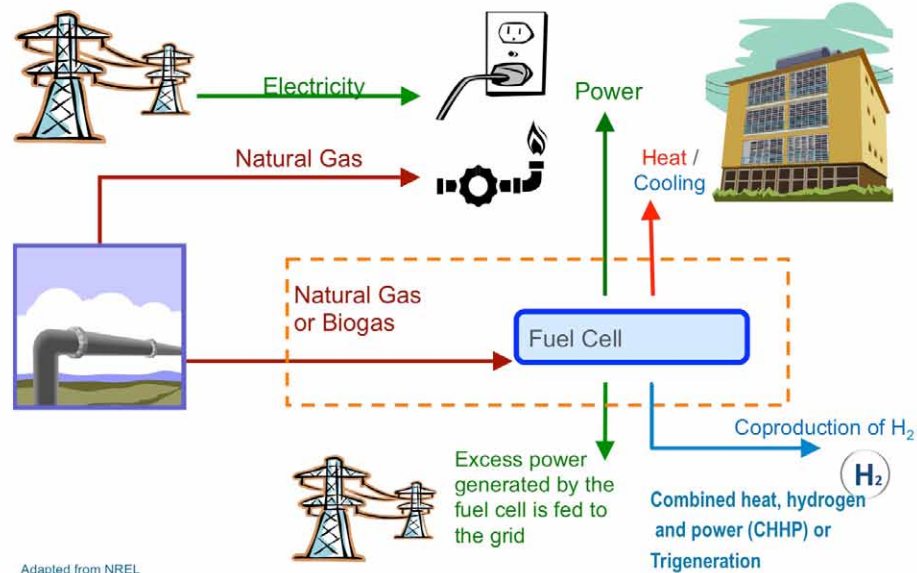 Electricity
Power
Natural Gas
Heat /
Cooling
Natural Gas
or Biogas
Fuel Cell
Coproduction of H₂
H₂
Excess power
generated by the
fuel cell is fed to
the grid
Combined heat, hydrogen
and power (CHHP) or
Trigeneration
Adapted from NREL